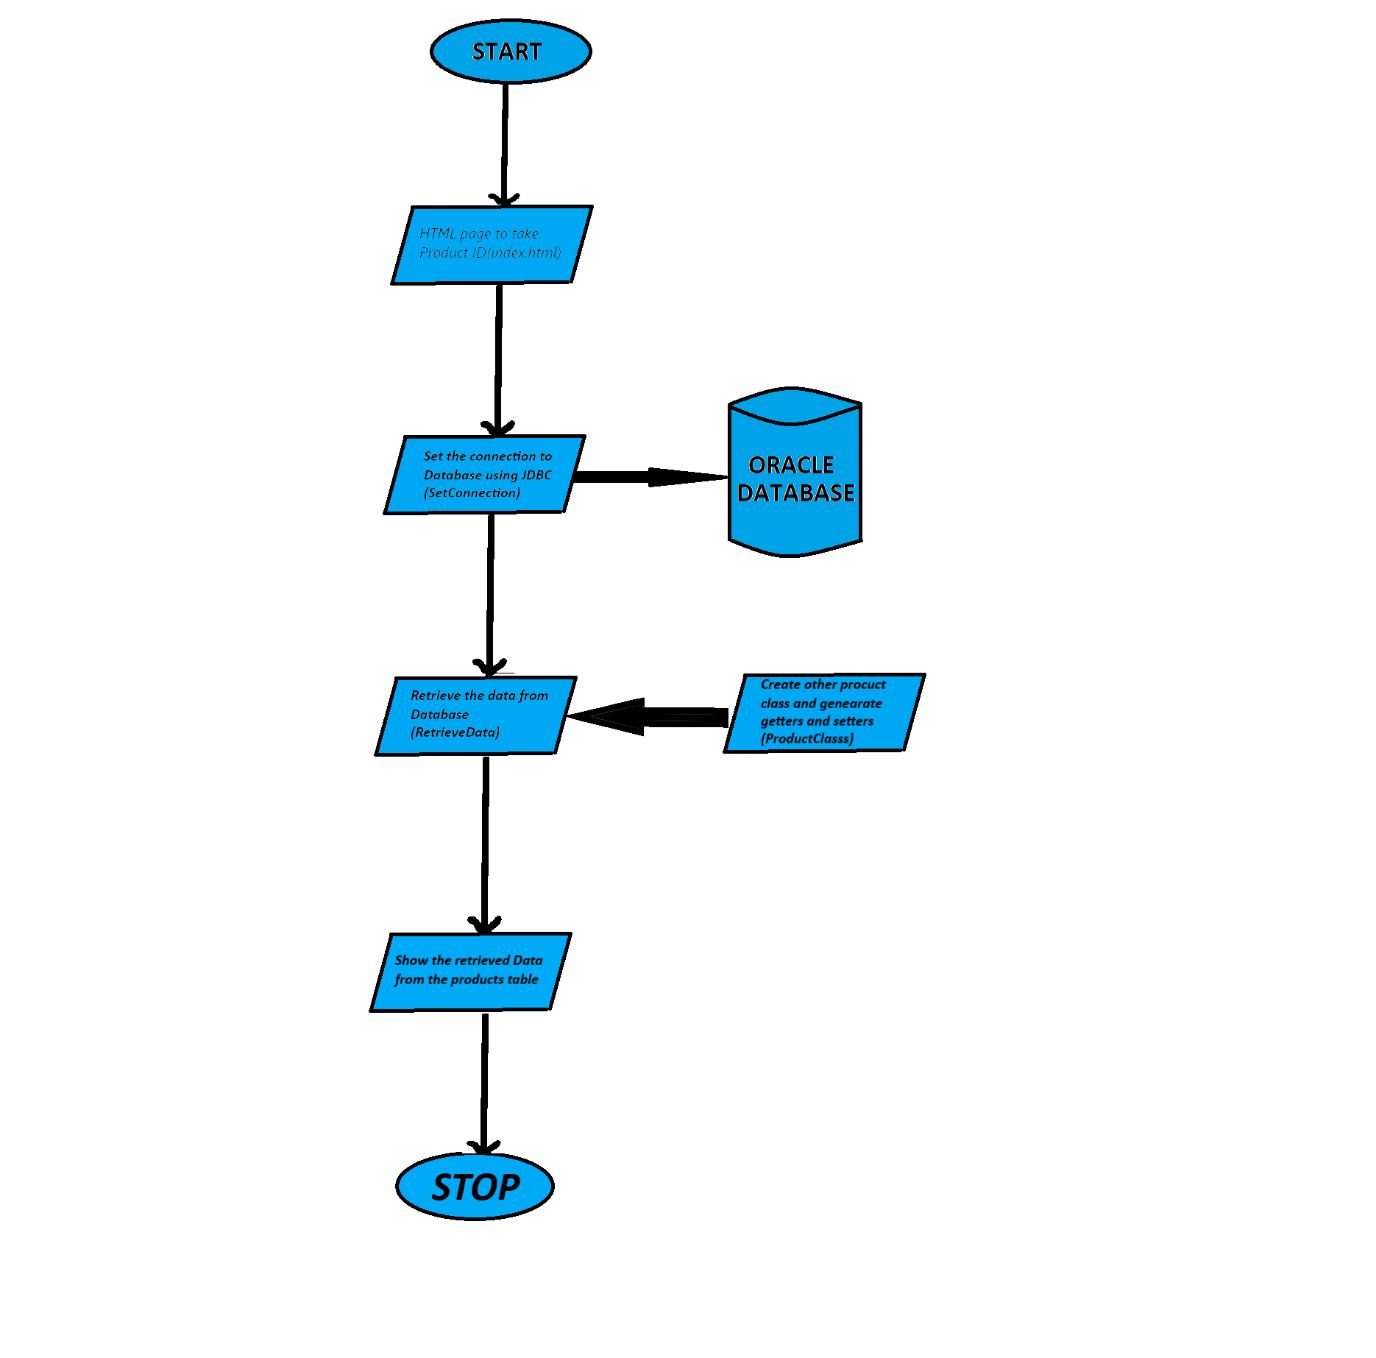 START
HTML page to take
Product ID(index.html)
Set the connection to
Database using JDBC
(SetConnection)
ORACLE
DATABASE
Retrieve the data from
Database
(RetrieveData)
Create other procuct
class and genearate
getters and setters
(ProductClasss)
Show the retrieved Data
from the products table
STOP